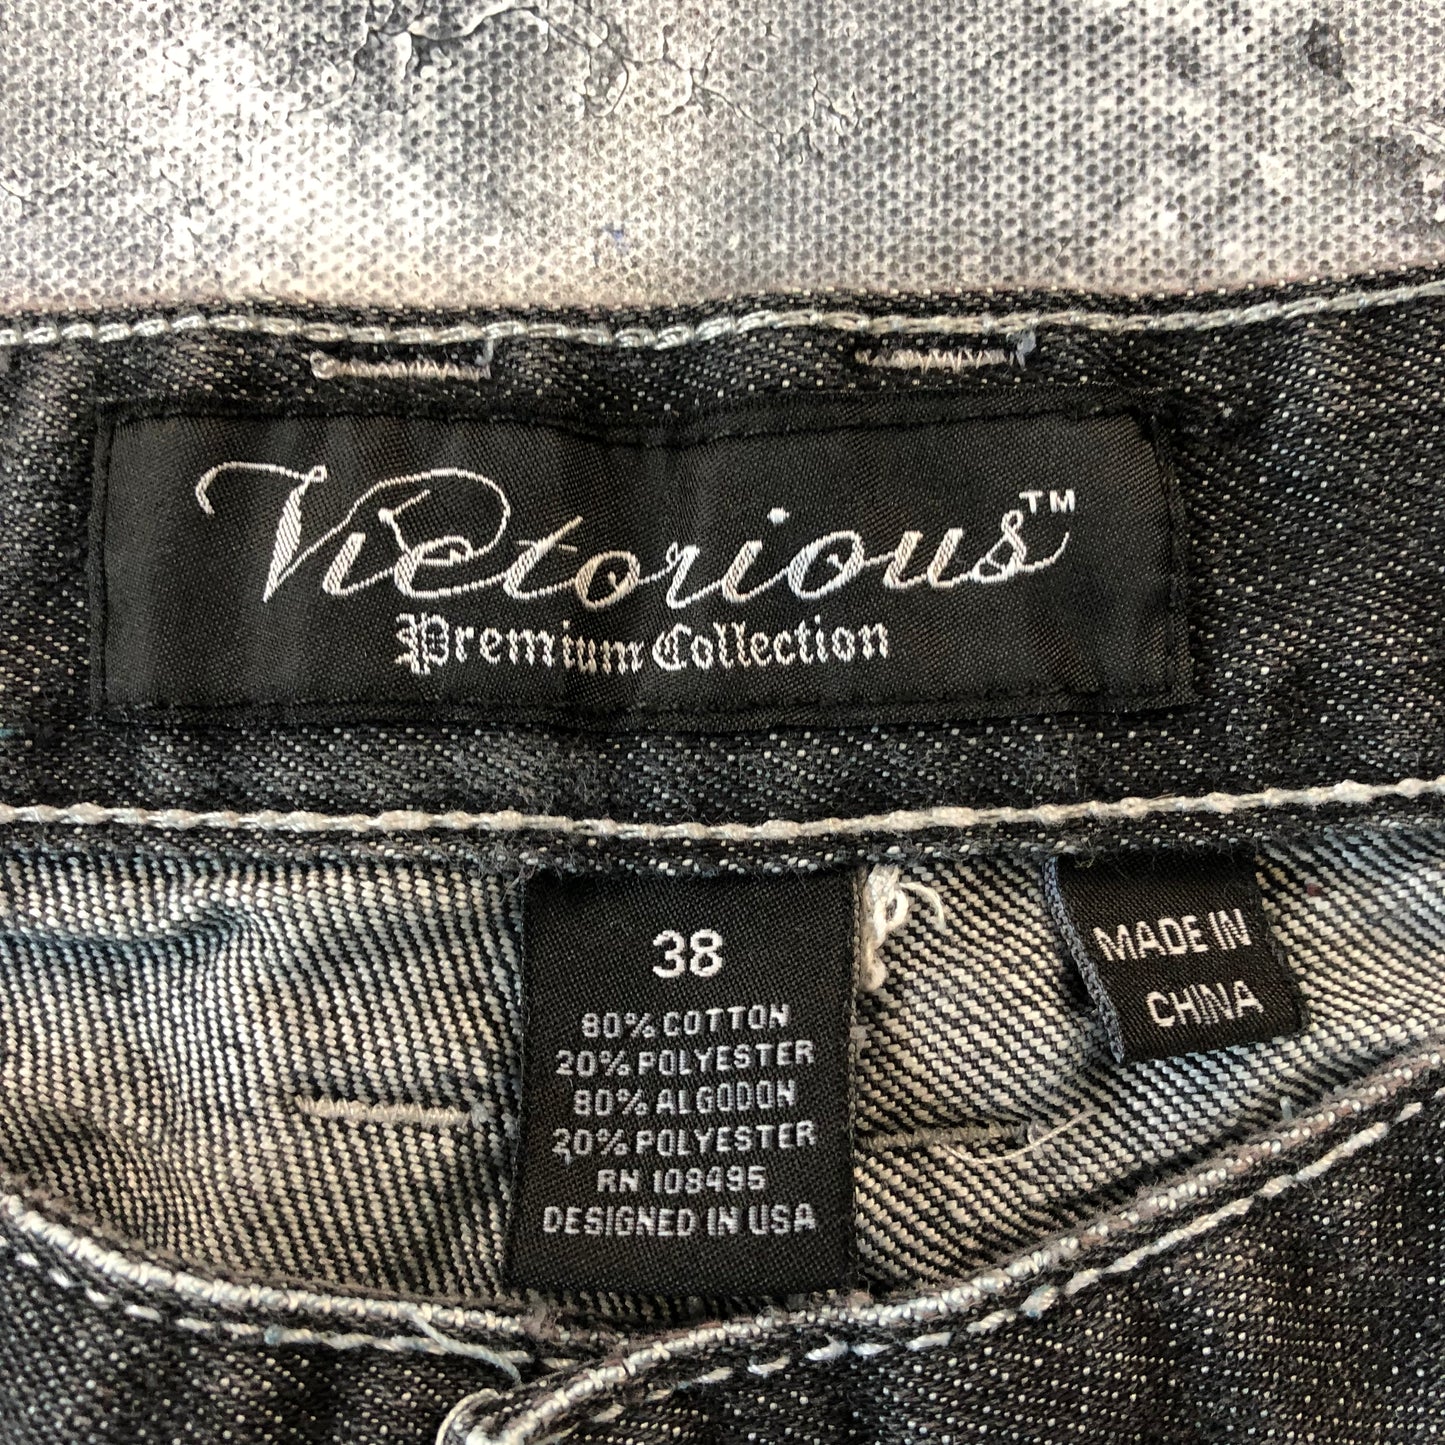 Victorious™
Premium Collection
38
80% COTTON
20% POLYESTER
80% ALGODON
20% POLYESTER
RN 109495
DESIGNED IN USA
MADE IN
CHINA